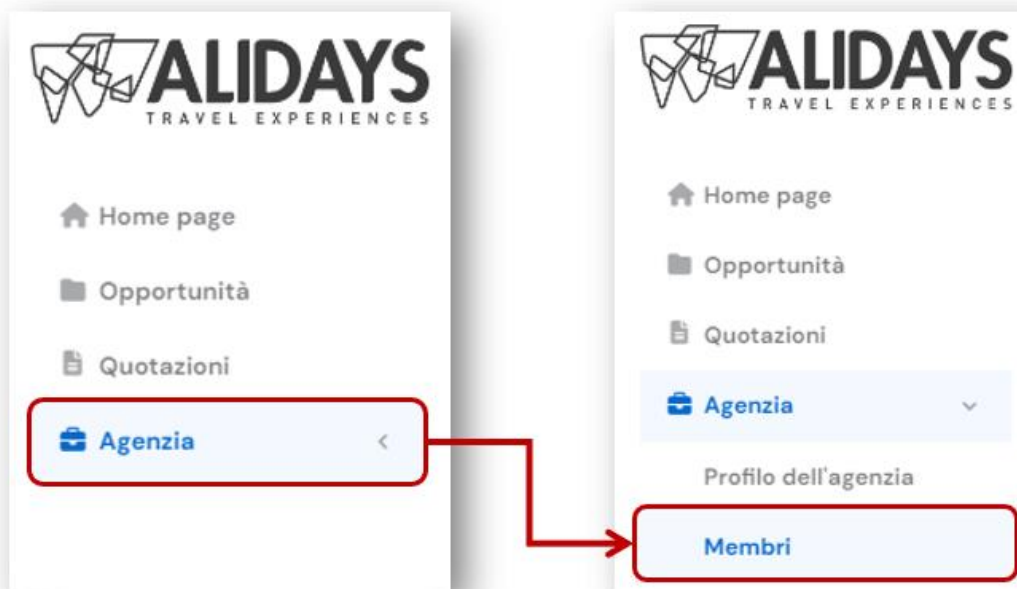 ALIDAYS
TRAVEL EXPERIENCES
Home page
Opportunità
Quotazioni
Agenzia
ALIDAYS
TRAVEL EXPERIENCES
Home page
Opportunità
Quotazioni
Agenzia
Profilo dell'agenzia
Membri